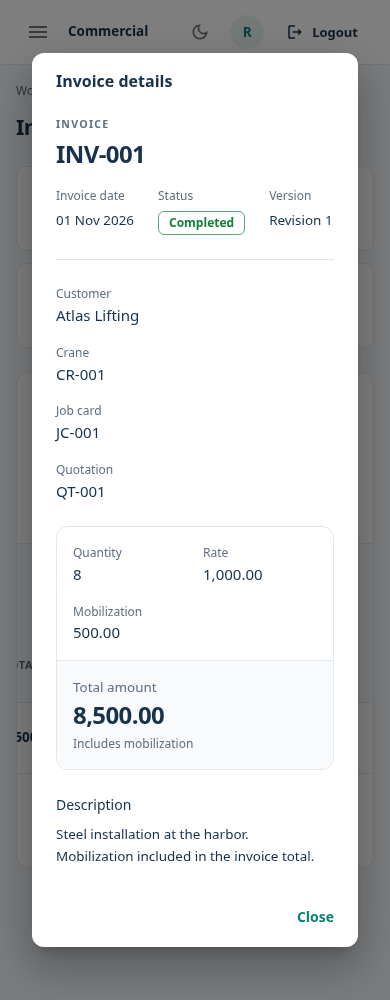 Commercial
R
Logout
Invoice details
INVOICE
INV-001
Invoice date
Status
Version
01 Nov 2026
Completed
Revision 1
Customer
Atlas Lifting
Crane
CR-001
Job card
JC-001
Quotation
QT-001
Quantity
Rate
8
1,000.00
Mobilization
500.00
Total amount
8,500.00
Includes mobilization
Description
Steel installation at the harbor.
Mobilization included in the invoice total.
Close